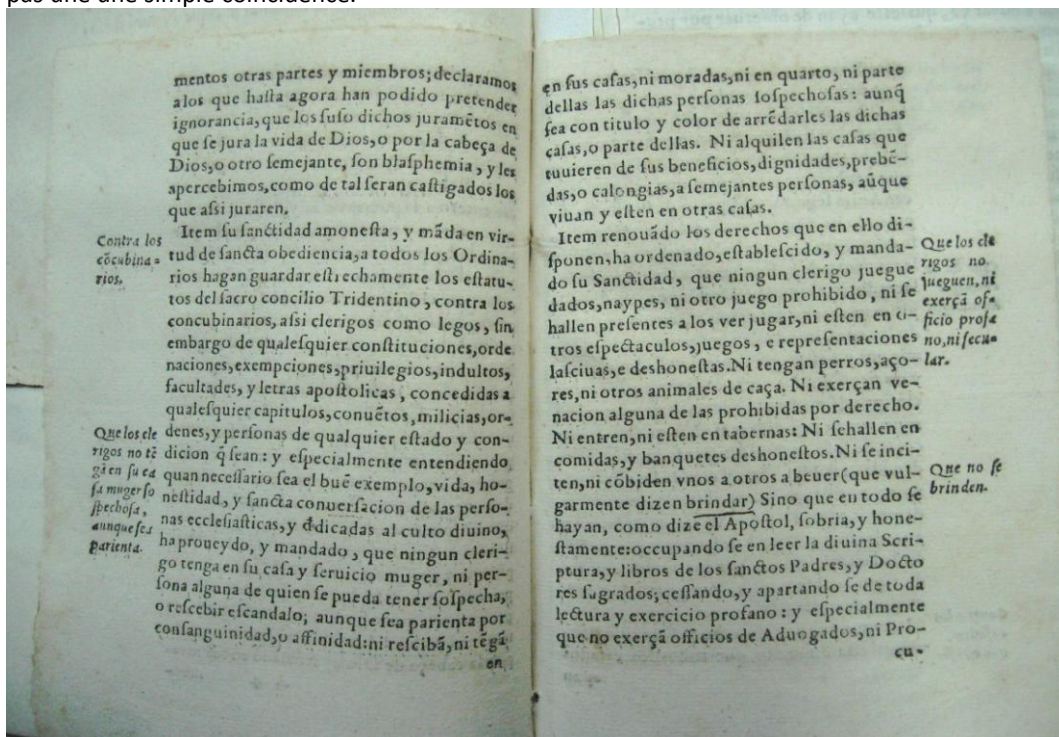 pas une une simple coincidence.
mentos otras partes y miembros; declaramos
alos que haſta agora han podido pretender
ignorancia, que los ſuſo dichos juramētos en
que ſe jura la vida de Dios, o por la cabeça de
Dios, o otro ſemejante, ſon blaſphemia, y les
apercebimos, como de tal ſeran caſtigados los
que aſsi juraren.
Contra los
cōcubina-
rios.
Item ſu ſanctidad amoneſta, y māda en vir-
tud de ſancta obediencia, a todos los Ordina-
rios hagan guardar eſtrechamente los eſtatu-
tos del ſacro concilio Tridentino, contra los
concubinarios, aſsi clerigos como legos, ſin
embargo de qualeſquier conſtituciones, orde
naciones, exempciones, priuilegios, indultos,
facultades, y letras apoſtolicas, concedidas a
qualeſquier capitulos, conuētos, milicias, or-
denes, y perſonas de qualquier eſtado y con-
dicion q̃ ſean: y eſpecialmente entendiendo
quan neceſſario ſea el buē exemplo, vida, ho-
neſtidad, y ſancta conuerſacion de las perſo-
nas eccleſiaſticas, y dedicadas al culto diuino,
ha proueydo, y mandado, que ningun cleri-
go tenga en ſu caſa y ſeruicio muger, ni per-
ſona alguna de quien ſe pueda tener ſoſpecha,
o reſcebir eſcandalo; aunque ſea parienta por
conſanguinidad, o affinidad: ni reſcibā, ni tēgā
en
Que los cle
rigos no tē
gā en ſu ca
ſa muger ſo
ſpechoſa,
aunque ſea
parienta.
en ſus caſas, ni moradas, ni en quarto, ni parte
dellas las dichas perſonas ſoſpechoſas: aunq̃
ſea con titulo y color de arrēdarles las dichas
caſas, o parte dellas. Ni alquilen las caſas que
tuuieren de ſus beneficios, dignidades, prebē-
das, o calongias, a ſemejantes perſonas, aūque
viuan y eſten en otras caſas.
Item renouādo los derechos que en ello di-
ſponen, ha ordenado, eſtableſcido, y manda-
do ſu Sanctidad, que ningun clerigo juegue
dados, naypes, ni otro juego prohibido, ni ſe
hallen preſentes a los ver jugar, ni eſten en o-
tros eſpectaculos, juegos, e repreſentaciones
laſciuas, e deshoneſtas. Ni tengan perros, aço-
res, ni otros animales de caça. Ni exerçan ve-
nacion alguna de las prohibidas por derecho.
Ni entren, ni eſten en tabernas: Ni ſe hallen en
comidas, y banquetes deshoneſtos. Ni ſe inci-
ten, ni cōbiden vnos a otros a beuer (que vul-
garmente dizen brindar) Sino que en todo ſe
hayan, como dize el Apoſtol, ſobria, y hone-
ſtamente: occupando ſe en leer la diuina Scri-
ptura, y libros de los ſanctos Padres, y Docto
res ſagrados; ceſſando, y apartando ſe de toda
lectura y exercicio profano: y eſpecialmente
que no exerçā officios de Aduogados, ni Pro-
cu-
Que los cle
rigos no
jueguen, ni
exerçā of-
ficio profa
no, ni ſecu-
lar.
Que no ſe
brinden.